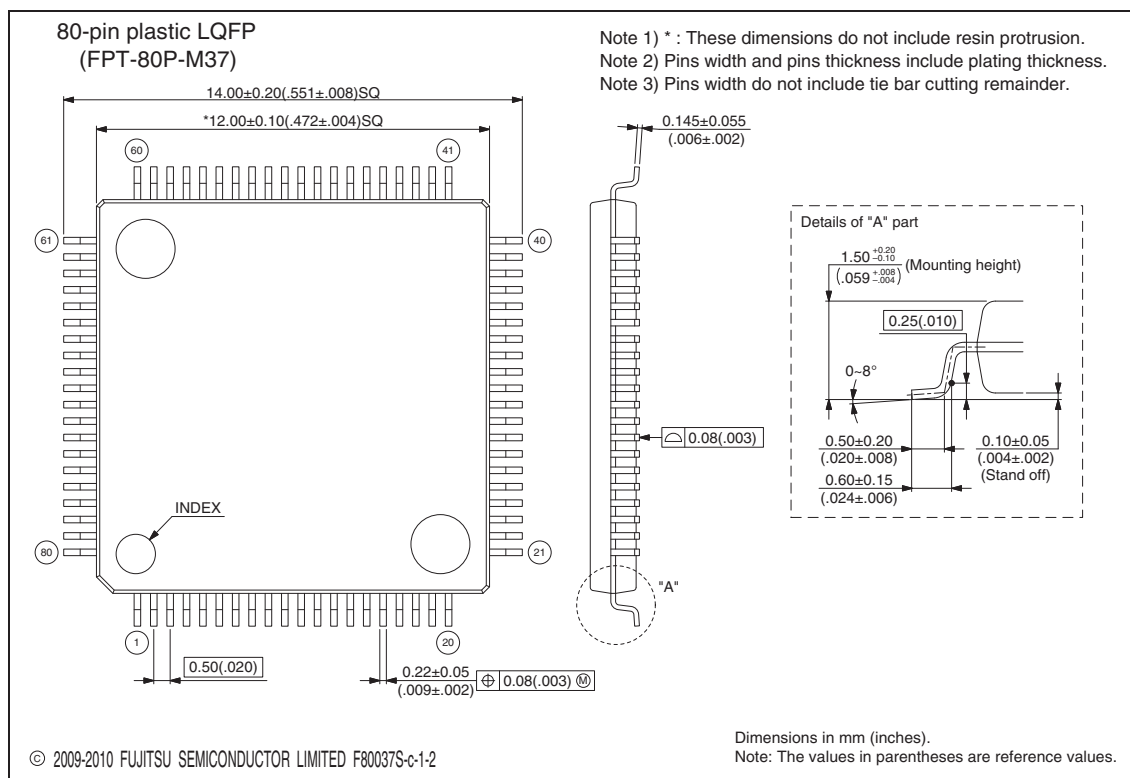 80-pin plastic LQFP
(FPT-80P-M37)
Note 1) * : These dimensions do not include resin protrusion.
Note 2) Pins width and pins thickness include plating thickness.
Note 3) Pins width do not include tie bar cutting remainder.
14.00±0.20(.551±.008)SQ
*12.00±0.10(.472±.004)SQ
60
41
61
40
80
21
1
20
INDEX
0.50(.020)
0.22±0.05
(.009±.002)
⌖ 0.08(.003) Ⓜ
0.145±0.055
(.006±.002)
⌓ 0.08(.003)
"A"
Details of "A" part
1.50 +0.20 −0.10
(.059 +.008 −.004)
(Mounting height)
0.25(.010)
0~8°
0.50±0.20
(.020±.008)
0.60±0.15
(.024±.006)
0.10±0.05
(.004±.002)
(Stand off)
© 2009-2010 FUJITSU SEMICONDUCTOR LIMITED F80037S-c-1-2
Dimensions in mm (inches).
Note: The values in parentheses are reference values.